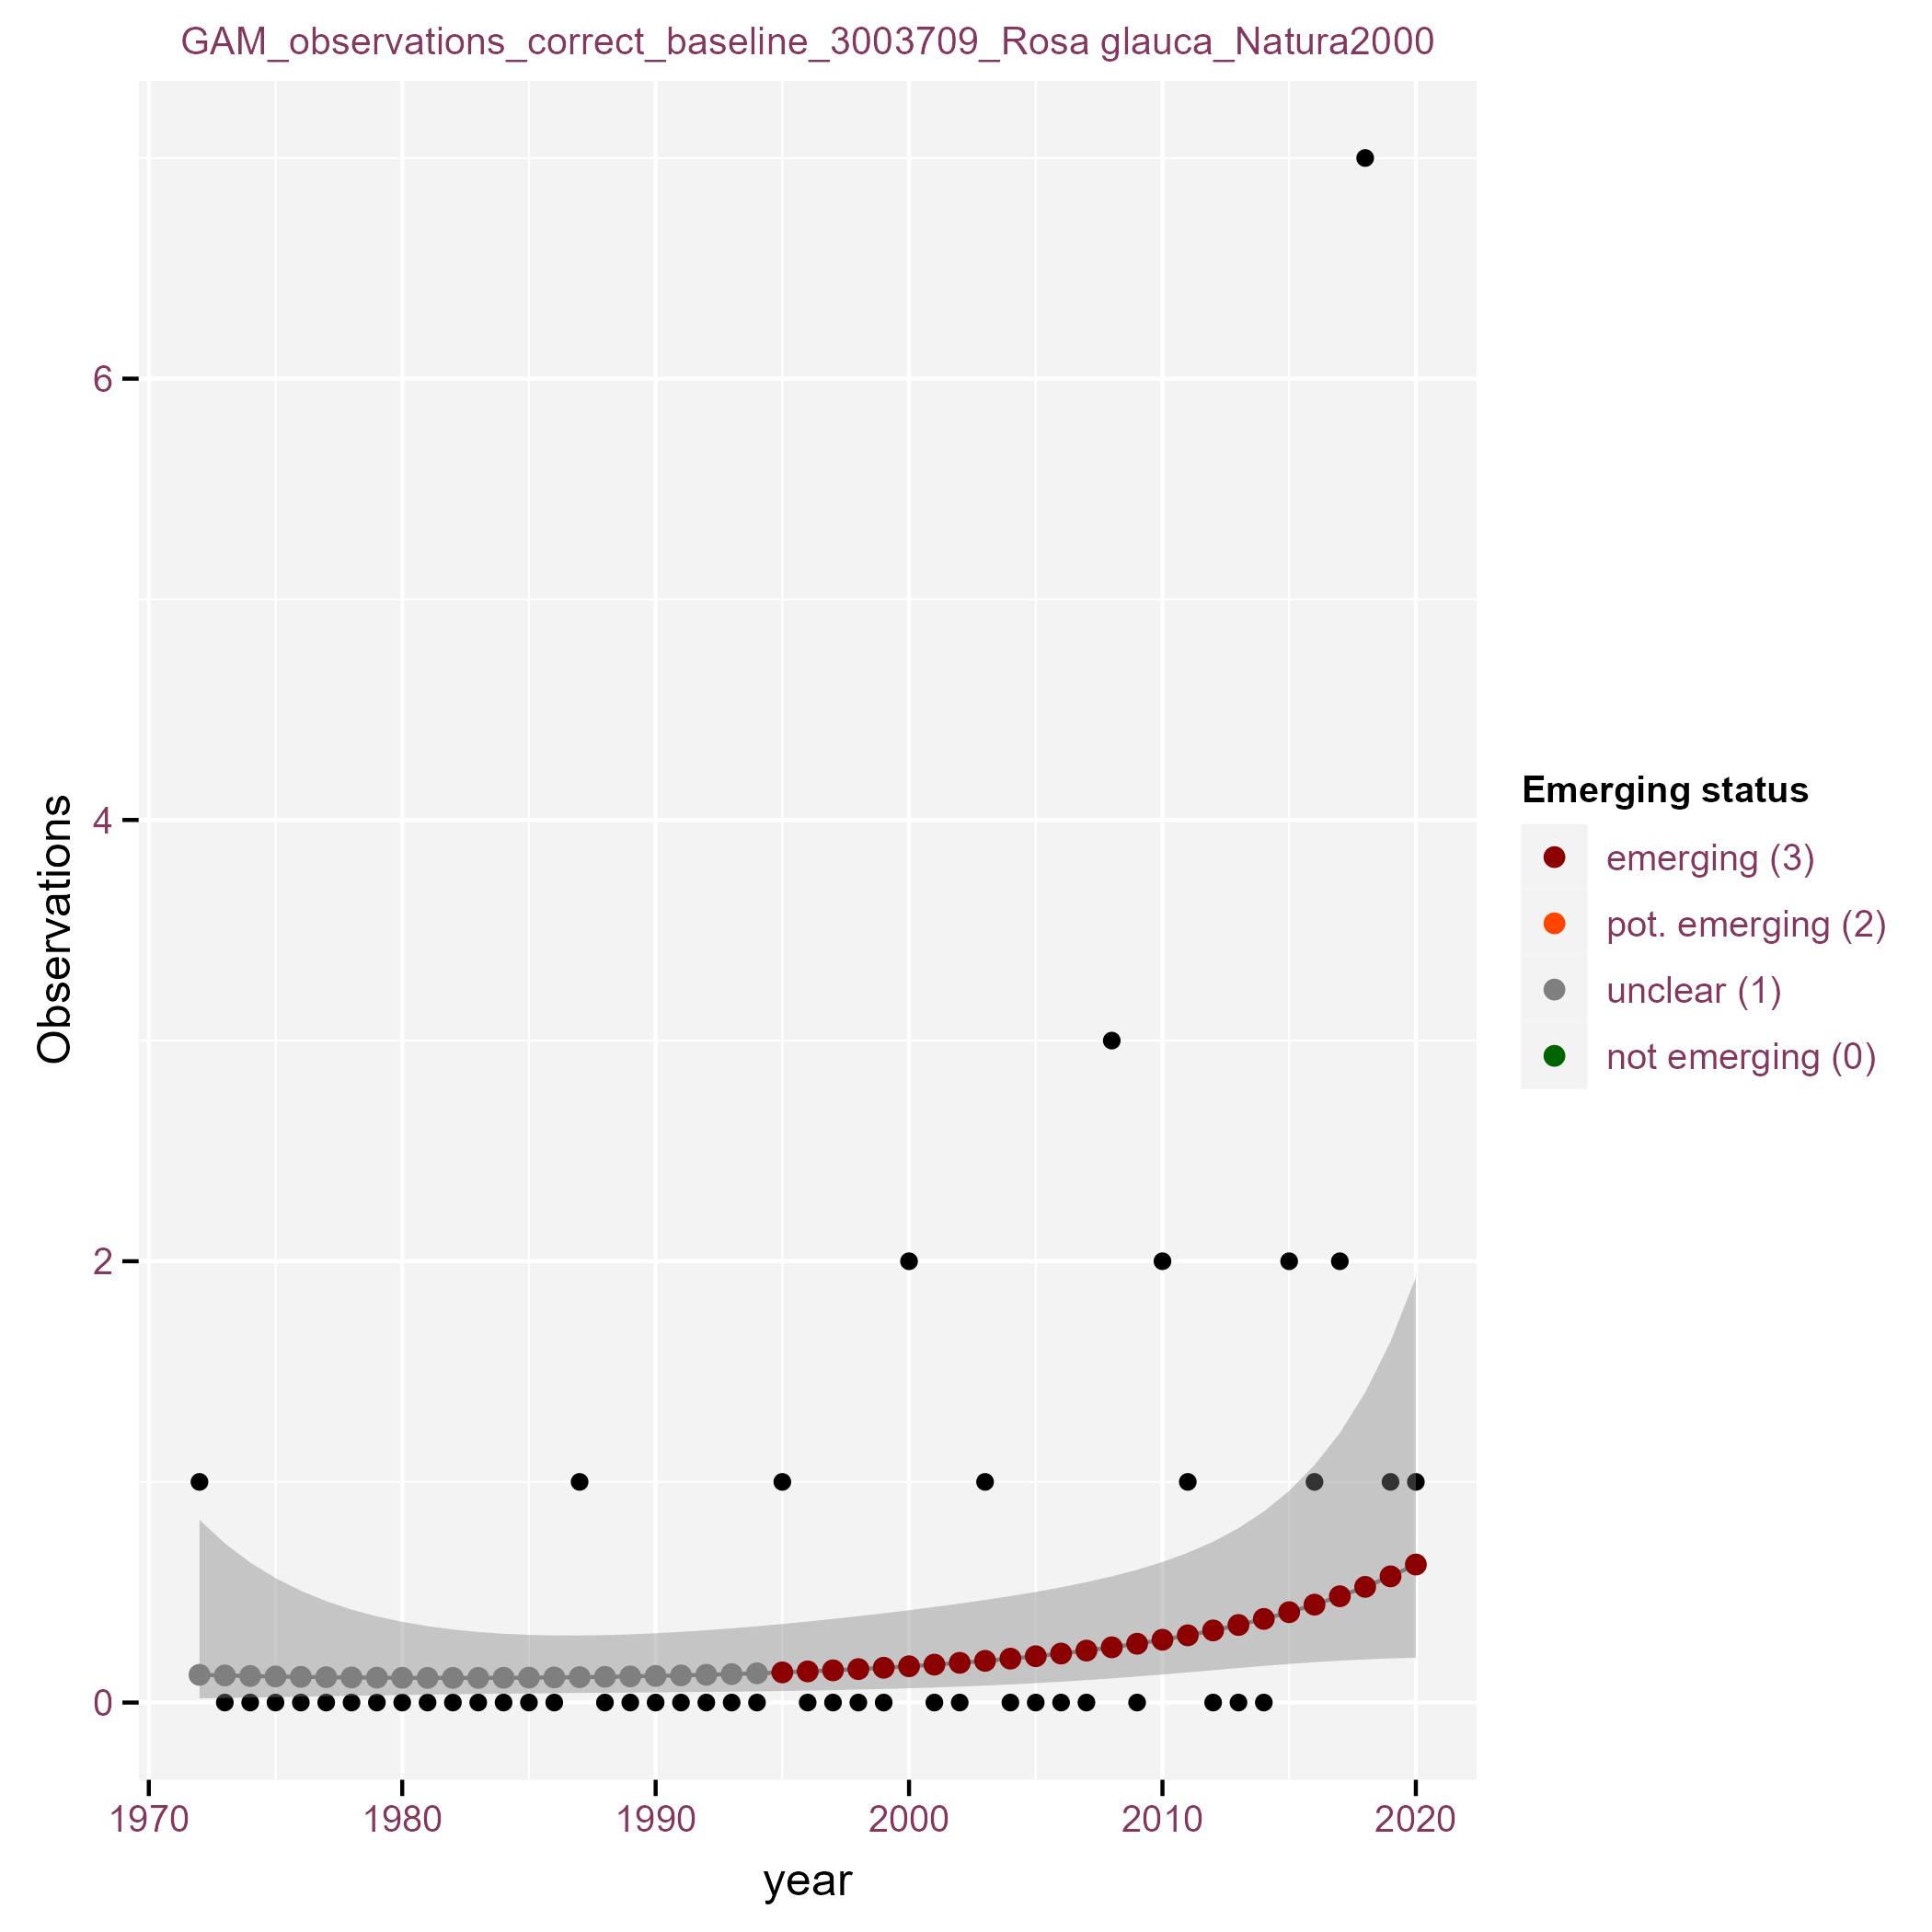 GAM_observations_correct_baseline_3003709_Rosa glauca_Natura2000
Observations
6
4
2
0
1970 1980 1990 2000 2010 2020
year
Emerging status
emerging (3)
pot. emerging (2)
unclear (1)
not emerging (0)